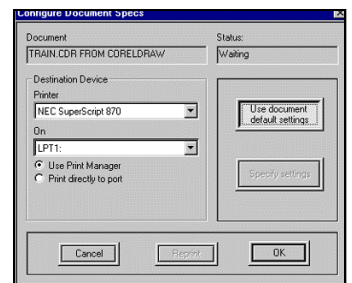 Configure Document Specs
Document
Status:
TRAIN.CDR FROM CORELDRAW
Waiting
Destination Device
Printer
NEC SuperScript 870
On
LPT1:
Use Print Manager
Print directly to port
Use document
default settings
Specify settings
Cancel
Reprint
OK